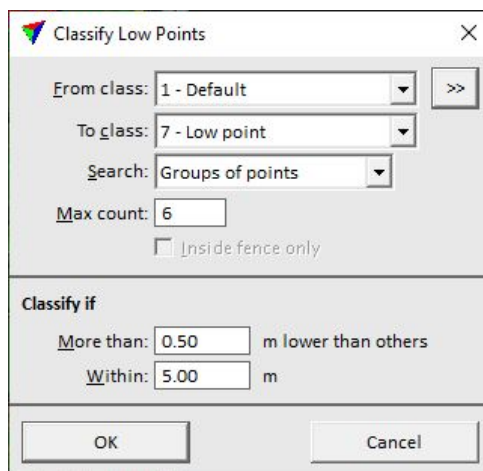 Classify Low Points
From class: 1 - Default >>
To class: 7 - Low point
Search: Groups of points
Max count: 6
Inside fence only
Classify if
More than: 0.50 m lower than others
Within: 5.00 m
OK Cancel